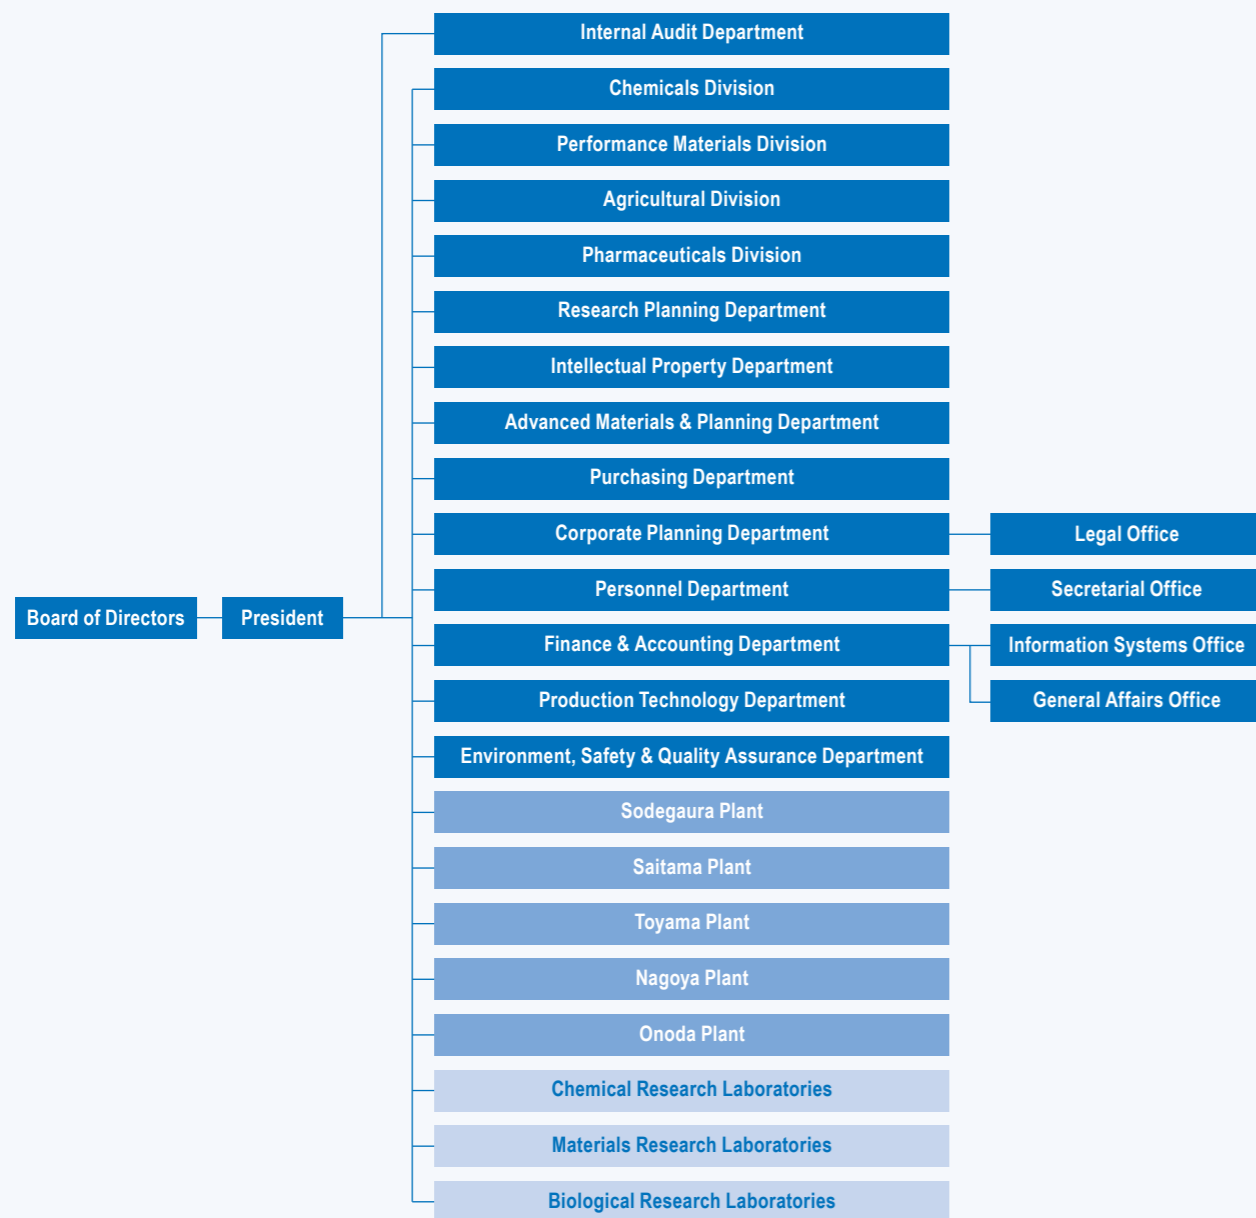 Internal Audit Department
Chemicals Division
Performance Materials Division
Agricultural Division
Pharmaceuticals Division
Research Planning Department
Intellectual Property Department
Advanced Materials & Planning Department
Purchasing Department
Corporate Planning Department
Legal Office
Personnel Department
Secretarial Office
Board of Directors
President
Finance & Accounting Department
Information Systems Office
Production Technology Department
General Affairs Office
Environment, Safety & Quality Assurance Department
Sodegaura Plant
Saitama Plant
Toyama Plant
Nagoya Plant
Onoda Plant
Chemical Research Laboratories
Materials Research Laboratories
Biological Research Laboratories